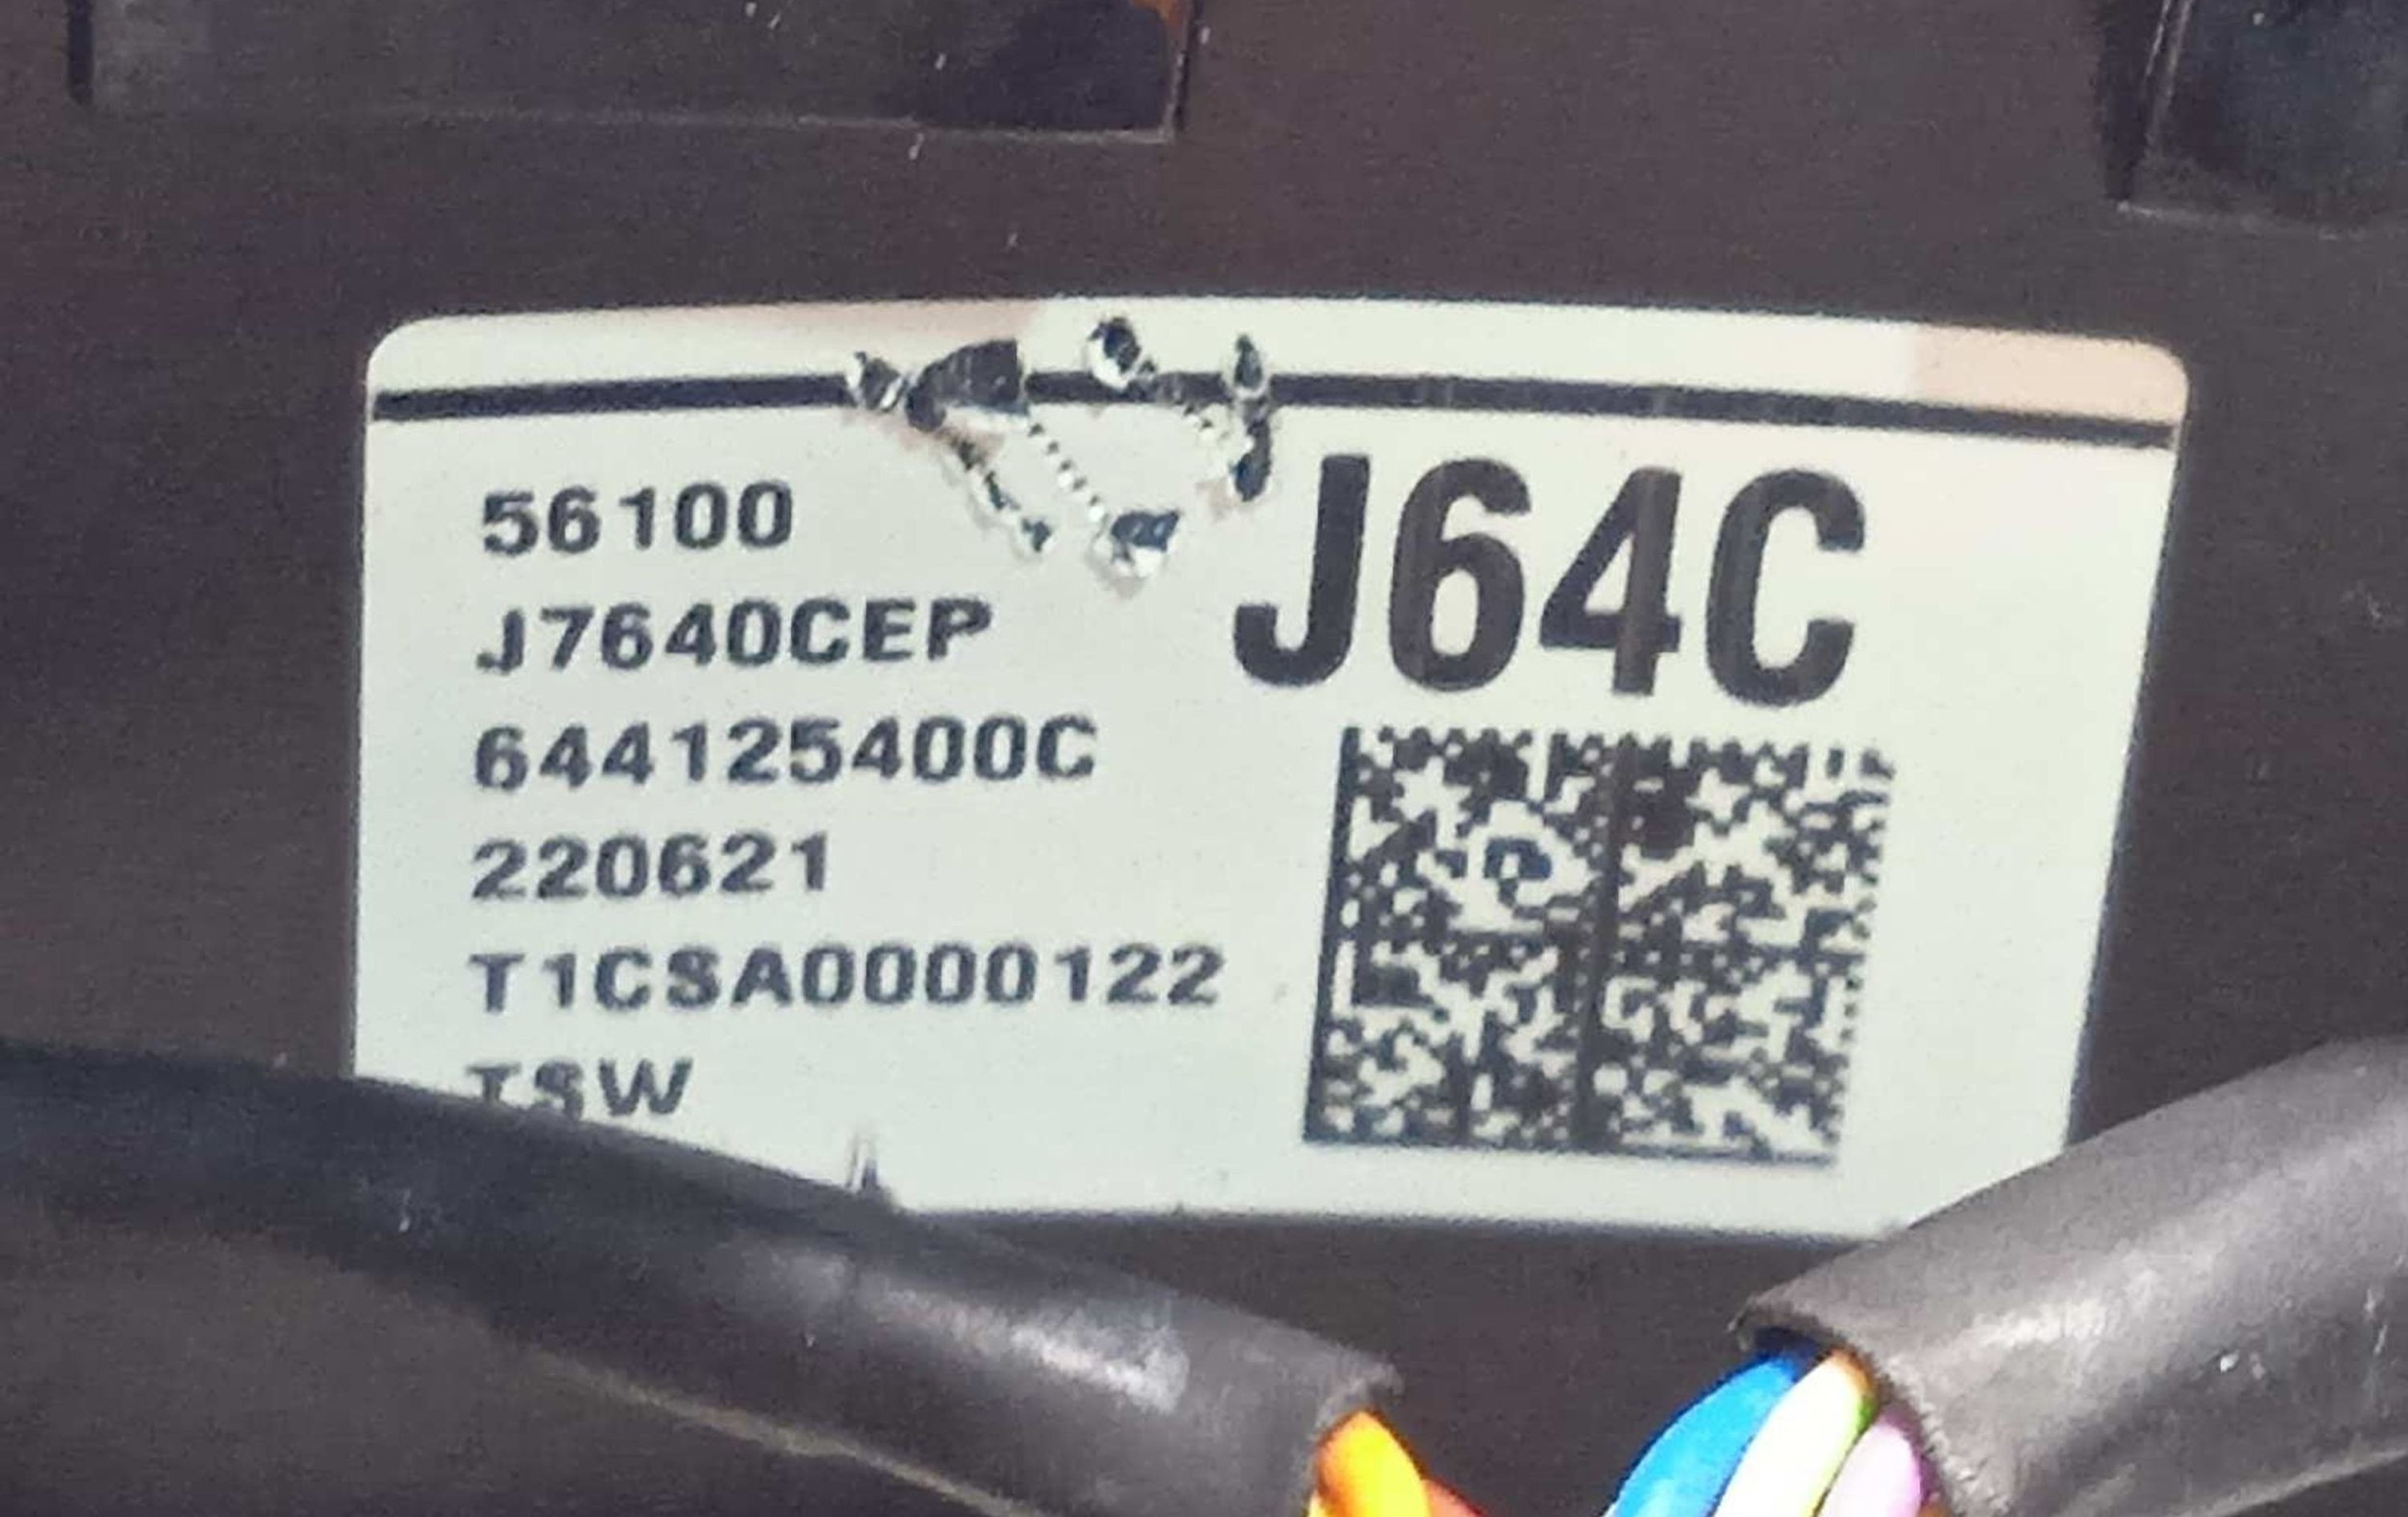 56100
J7640CEP
644125400C
220621
T1CSA0000122
TSW
J64C